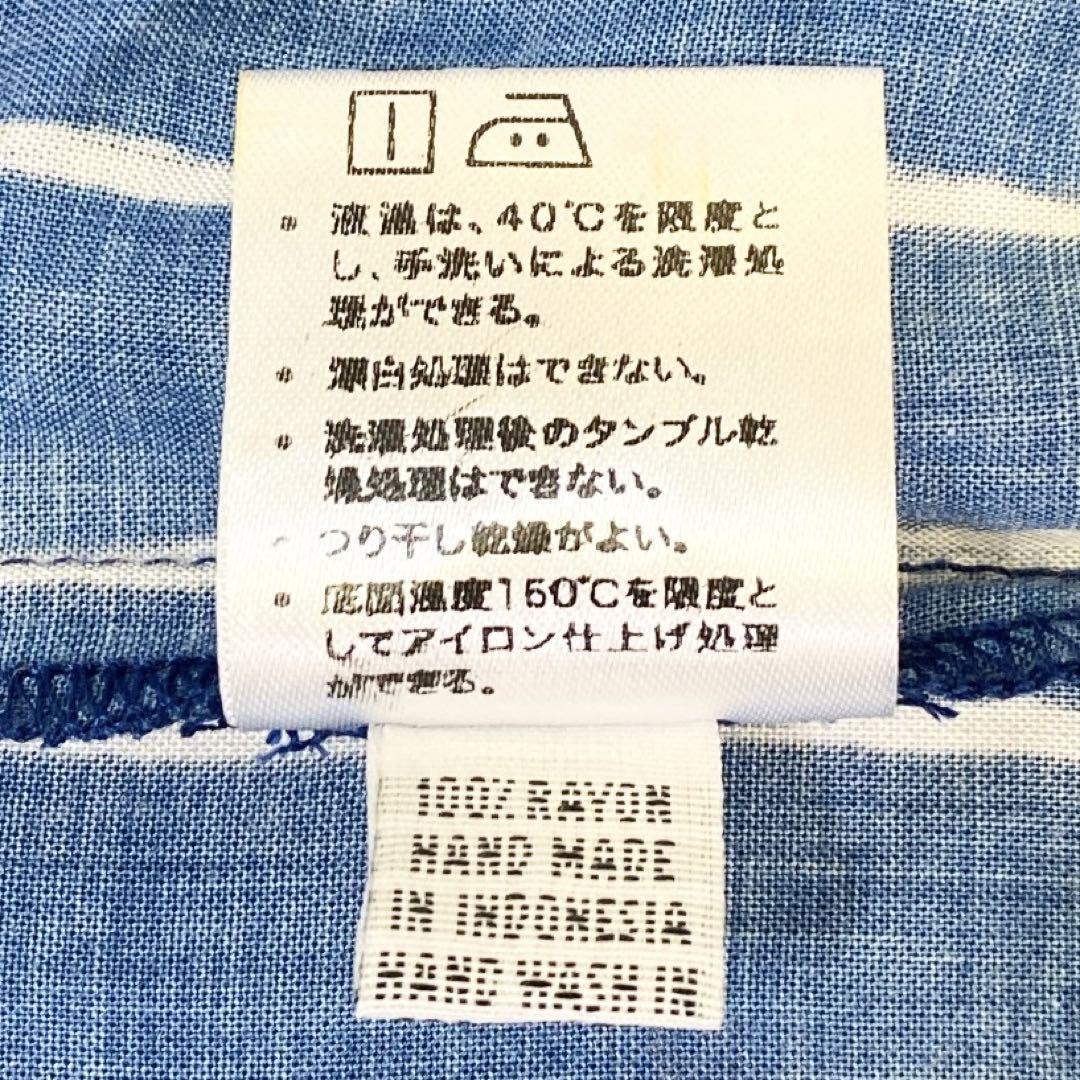 • 液温は、40℃を限度と
し、手洗いによる洗濯処
理ができる。
• 漂白処理はできない。
• 洗濯処理後のタンブル乾
燥処理はできない。
• つり干し乾燥がよい。
• 底面温度150℃を限度と
してアイロン仕上げ処理
ができる。
100% RAYON
HAND MADE
IN INDONESIA
HAND WASH IN